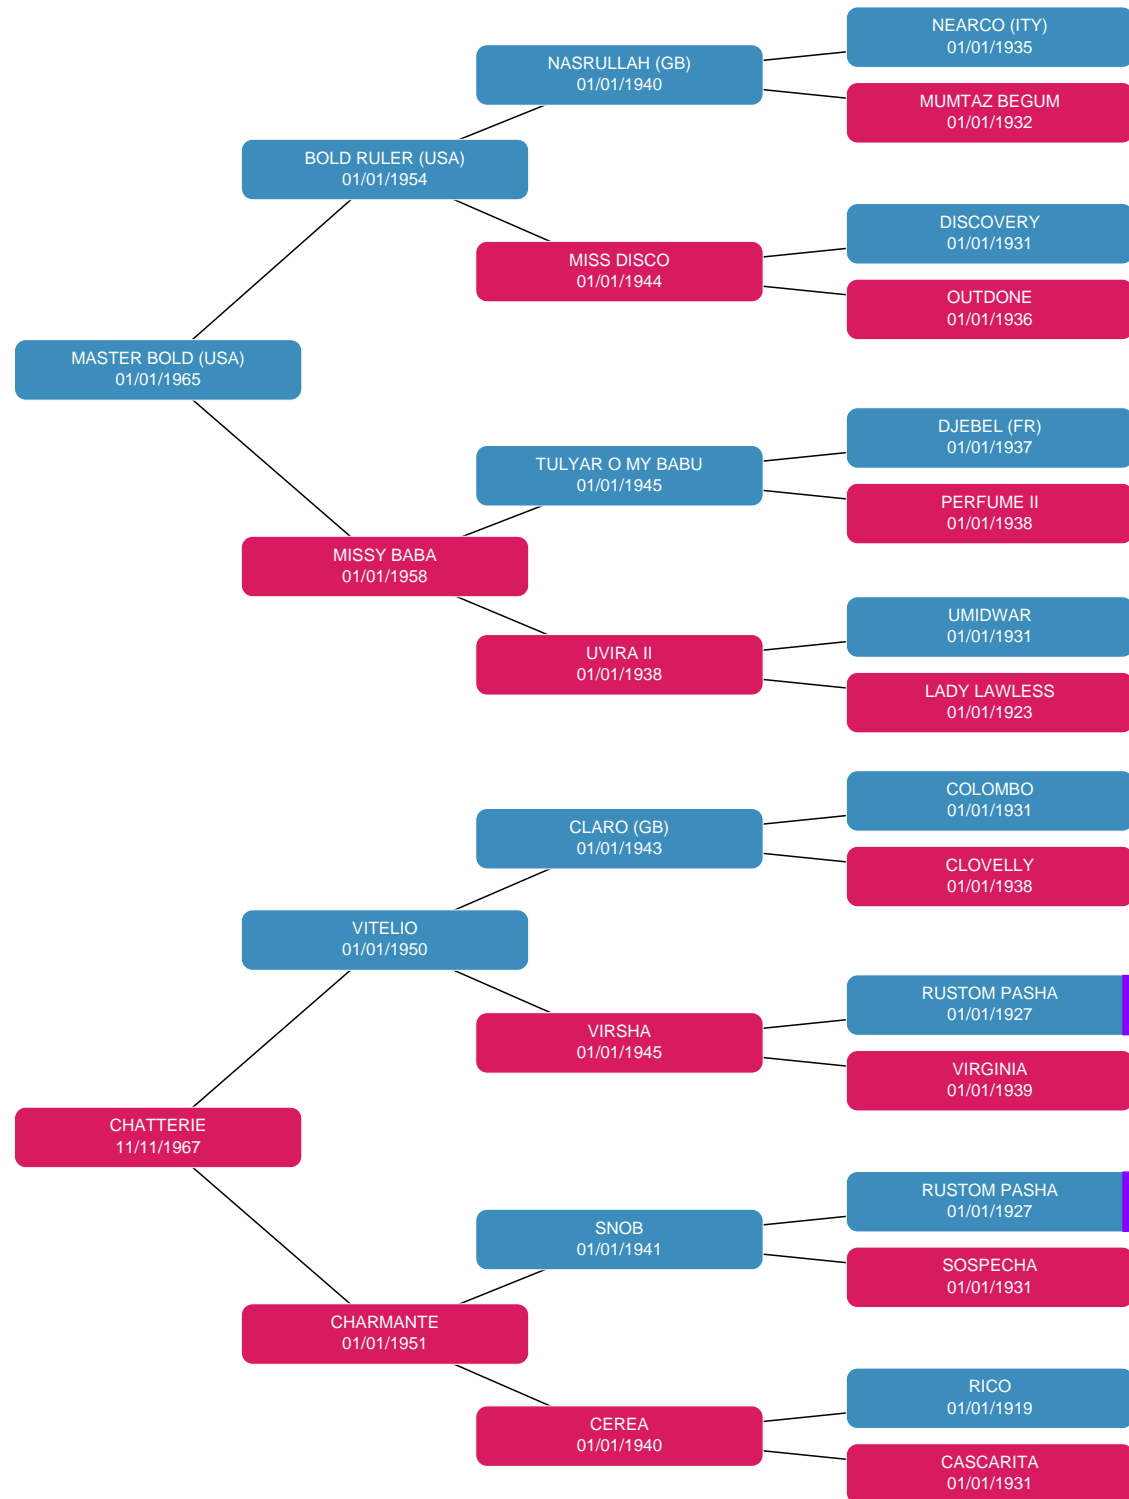 NEARCO (ITY)
01/01/1935
NASRULLAH (GB)
01/01/1940
MUMTAZ BEGUM
01/01/1932
BOLD RULER (USA)
01/01/1954
DISCOVERY
01/01/1931
MISS DISCO
01/01/1944
OUTDONE
01/01/1936
MASTER BOLD (USA)
01/01/1965
DJEBEL (FR)
01/01/1937
TULYAR O MY BABU
01/01/1945
PERFUME II
01/01/1938
MISSY BABA
01/01/1958
UMIDWAR
01/01/1931
UVIRA II
01/01/1938
LADY LAWLESS
01/01/1923
COLOMBO
01/01/1931
CLARO (GB)
01/01/1943
CLOVELLY
01/01/1938
VITELIO
01/01/1950
RUSTOM PASHA
01/01/1927
VIRSHA
01/01/1945
VIRGINIA
01/01/1939
CHATTERIE
11/11/1967
RUSTOM PASHA
01/01/1927
SNOB
01/01/1941
SOSPECHA
01/01/1931
CHARMANTE
01/01/1951
RICO
01/01/1919
CEREA
01/01/1940
CASCARITA
01/01/1931